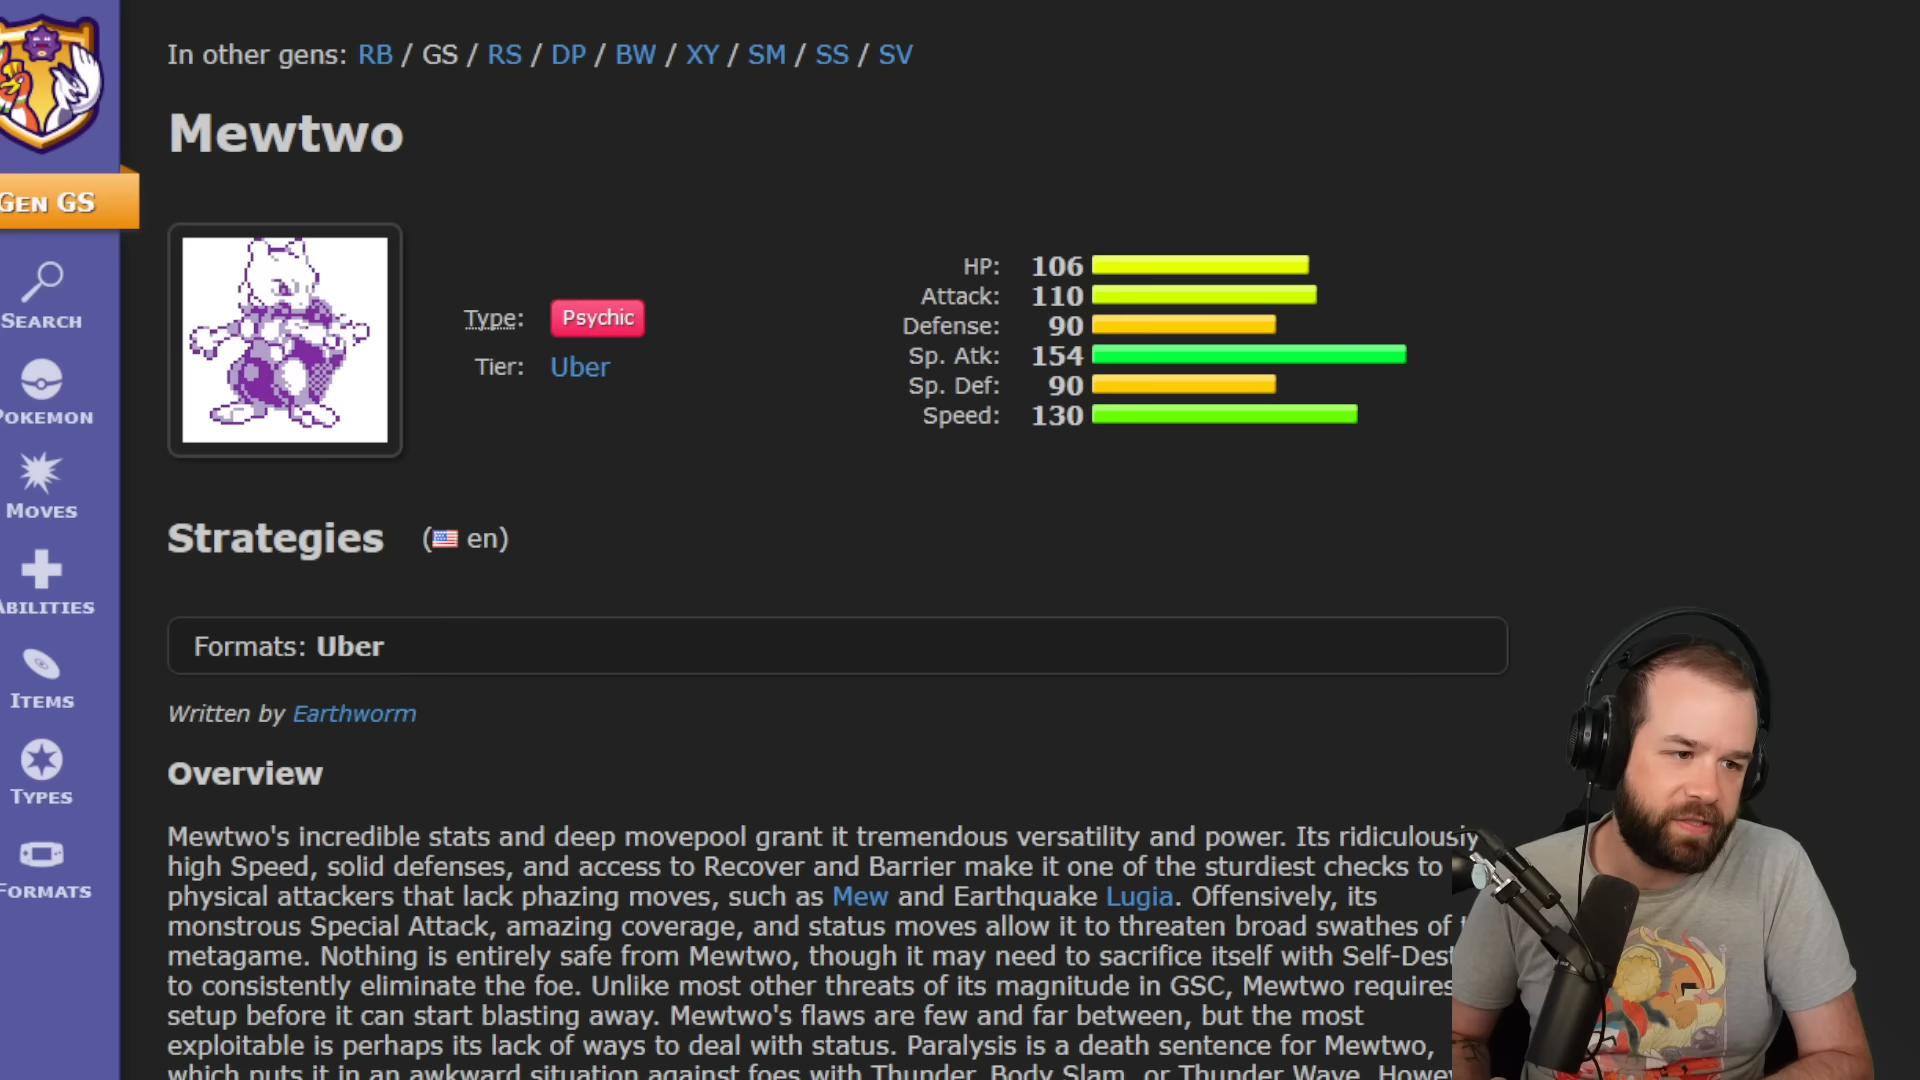 In other gens: RB / GS / RS / DP / BW / XY / SM / SS / SV
Mewtwo
GEN GS
SEARCH
POKEMON
MOVES
ABILITIES
ITEMS
TYPES
FORMATS
Type: Psychic
Tier: Uber
HP: 106
Attack: 110
Defense: 90
Sp. Atk: 154
Sp. Def: 90
Speed: 130
Strategies (en)
Formats: Uber
Written by Earthworm
Overview
Mewtwo's incredible stats and deep movepool grant it tremendous versatility and power. Its ridiculously
high Speed, solid defenses, and access to Recover and Barrier make it one of the sturdiest checks to
physical attackers that lack phazing moves, such as Mew and Earthquake Lugia. Offensively, its
monstrous Special Attack, amazing coverage, and status moves allow it to threaten broad swathes of
metagame. Nothing is entirely safe from Mewtwo, though it may need to sacrifice itself with Self-Dest
to consistently eliminate the foe. Unlike most other threats of its magnitude in GSC, Mewtwo requires
setup before it can start blasting away. Mewtwo's flaws are few and far between, but the most
exploitable is perhaps its lack of ways to deal with status. Paralysis is a death sentence for Mewtwo,
which puts it in an awkward situation against foes with Thunder, Body Slam, or Thunder Wave. Howev